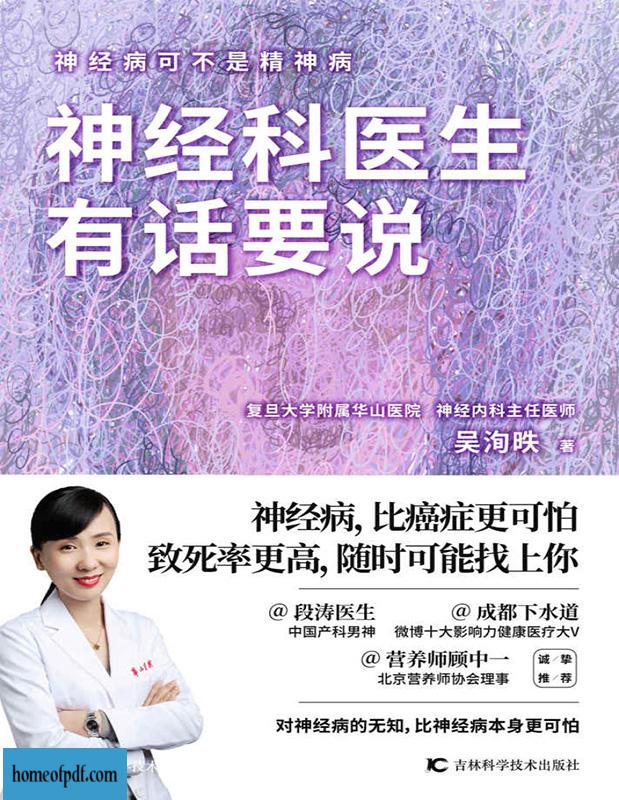 神经病可不是精神病
神经科医生
有话要说
复旦大学附属华山医院 神经内科主任医师
吴洵昳 著
神经病，比癌症更可怕
致死率更高，随时可能找上你
@ 段涛医生 @ 成都下水道
中国产科男神 微博十大影响力健康医疗大V
@ 营养师顾中一 诚/挚
北京营养师协会理事 推/荐
对神经病的无知，比神经病本身更可怕
吉林科学技术出版社
homeofpdf.com